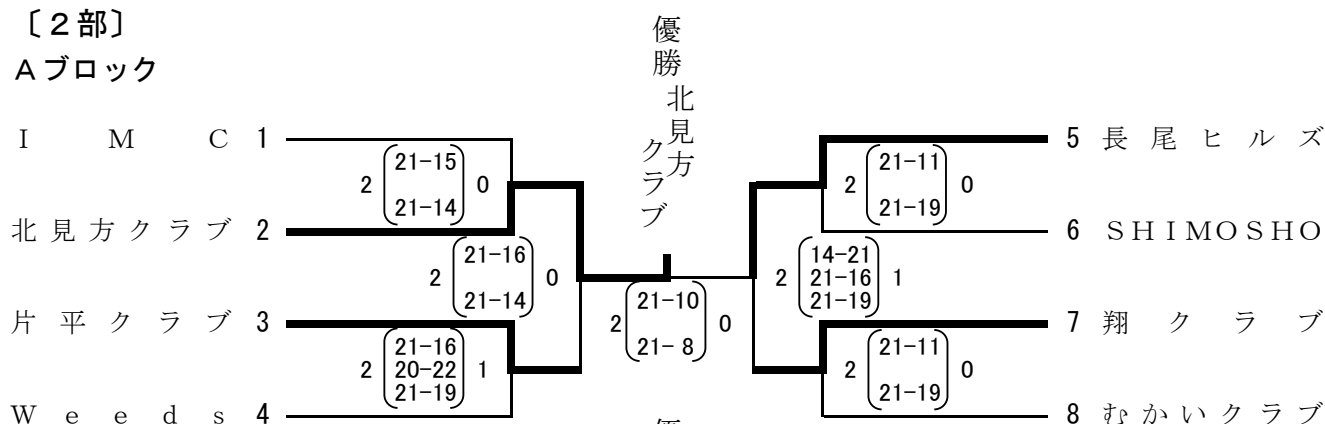 〔２部〕
Ａブロック
優勝 北見方クラブ
ＩＭＣ 1
2 21-15 0
21-14
北見方クラブ 2
2 21-16 0
21-14
片平クラブ 3
2 21-16 1
20-22
21-19
Ｗｅｅｄｓ 4
2 21-10 0
21- 8
5 長尾ヒルズ
2 21-11 0
21-19
6 ＳＨＩＭＯＳＨＯ
2 14-21 1
21-16
21-19
7 翔クラブ
2 21-11 0
21-19
8 むかいクラブ